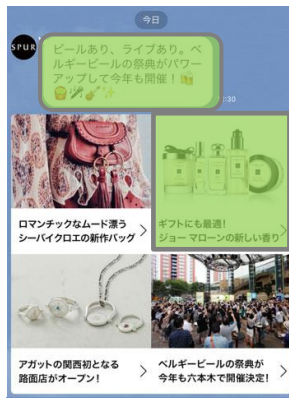 今日
SPUR
ビールあり、ライブあり。ベ
ルギービールの祭典がパワー
アップして今年も開催！
:30
ロマンチックなムード漂う
シーバイクロエの新作バッグ
ギフトにも最適！
ジョー マローンの新しい香り
アガットの関西初となる
路面店がオープン！
ベルギービールの祭典が
今年も六本木で開催決定！